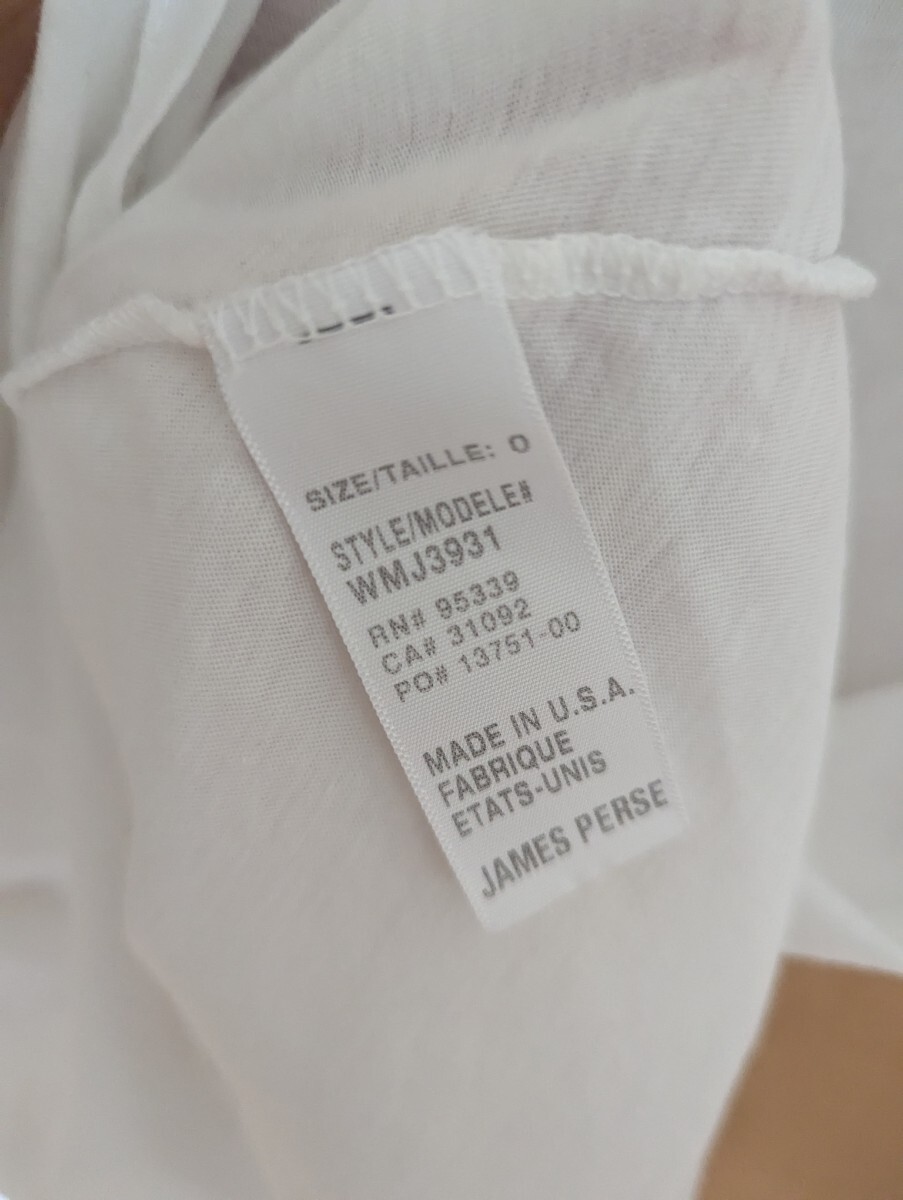 SIZE/TAILLE: 0
STYLE/MODELE#
WMJ3931
RN# 95339
CA# 31092
PO# 13751-00
MADE IN U.S.A.
FABRIQUE
ETATS-UNIS
JAMES PERSE